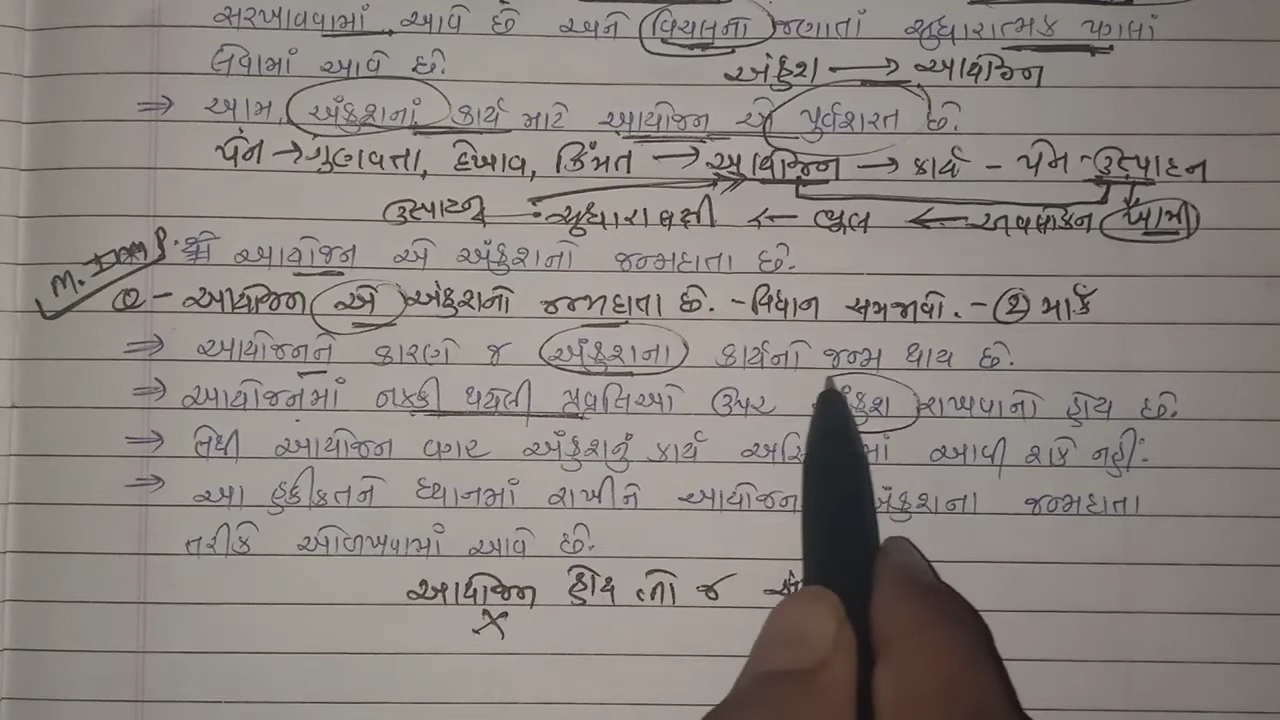 સરખાવવામાં આવે છે અને વિચલનો જણાતાં સુધારાત્મક પગલાં
લેવામાં આવે છે.
અંકુશ → આયોજન
⇒ આમ, અંકુશનાં કાર્ય માટે આયોજન એ પુર્વશરત છે.
પેન → ગુણવત્તા, દેખાવ, કિંમત → આયોજન → કાર્ય - પેન - ઉત્પાદન
ઉત્પાદન સુધારાલક્ષી ← ભુલ ← અવલોકન ખામી
M. IMP
આયોજન એ અંકુશનો જન્મદાતા છે.
Q - આયોજન એ અંકુશનો જન્મદાતા છે. - વિધાન સમજાવો. - ② માર્ક
⇒ આયોજનને કારણે જ અંકુશના કાર્યનો જન્મ થાય છે.
⇒ આયોજનમાં નક્કી થયેલી પ્રવૃત્તિઓ ઉપર અંકુશ રાખવાનો હોય છે.
⇒ તેથી આયોજન વગર અંકુશનું કાર્ય આવી શકે નહીં.
⇒ આ હકીકતને ધ્યાનમાં રાખીને આયોજન અંકુશના જન્મદાતા
તરીકે ઓળખવામાં આવે છે.
આયોજન હોય તો જ
X